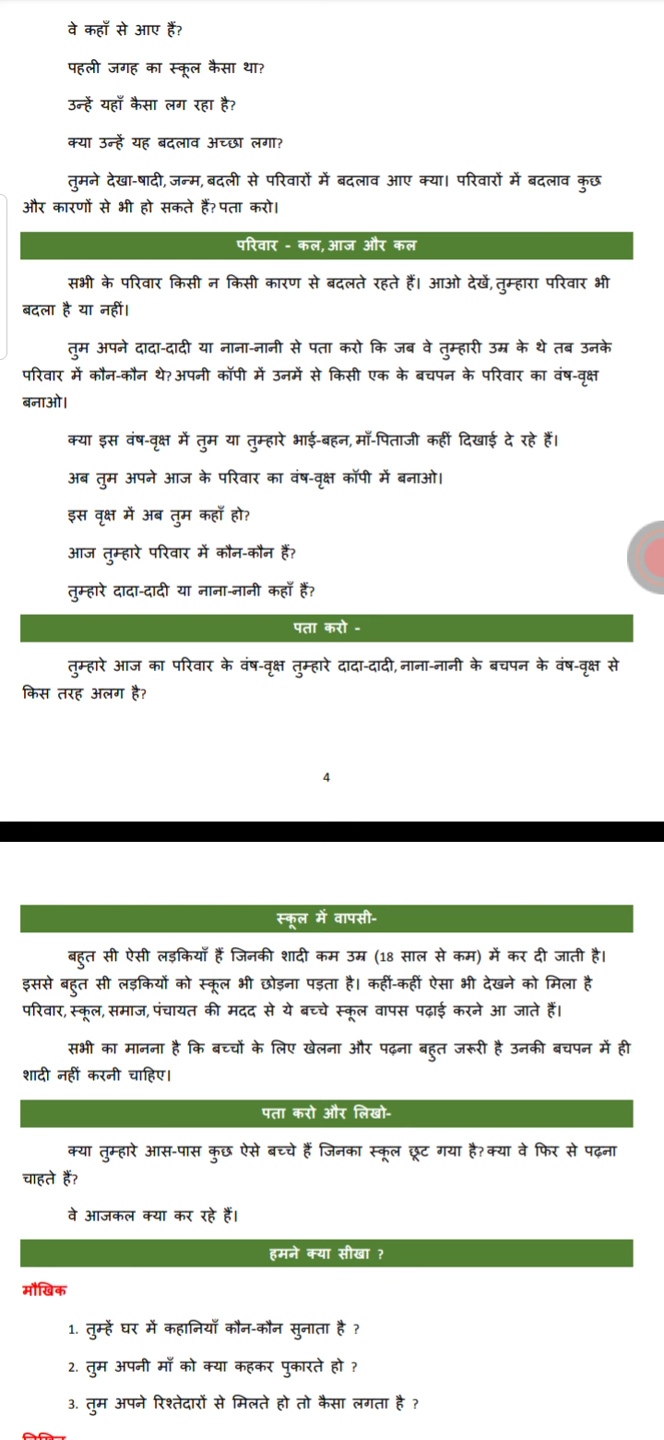 वे कहाँ से आए हैं?
पहली जगह का स्कूल कैसा था?
उन्हें यहाँ कैसा लग रहा है?
क्या उन्हें यह बदलाव अच्छा लगा?
तुमने देखा-षादी, जन्म, बदली से परिवारों में बदलाव आए क्या। परिवारों में बदलाव कुछ
और कारणों से भी हो सकते हैं? पता करो।
परिवार - कल, आज और कल
सभी के परिवार किसी न किसी कारण से बदलते रहते हैं। आओ देखें, तुम्हारा परिवार भी
बदला है या नहीं।
तुम अपने दादा-दादी या नाना-नानी से पता करो कि जब वे तुम्हारी उम्र के थे तब उनके
परिवार में कौन-कौन थे? अपनी कॉपी में उनमें से किसी एक के बचपन के परिवार का वंष-वृक्ष
बनाओ।
क्या इस वंष-वृक्ष में तुम या तुम्हारे भाई-बहन, माँ-पिताजी कहीं दिखाई दे रहे हैं।
अब तुम अपने आज के परिवार का वंष-वृक्ष कॉपी में बनाओ।
इस वृक्ष में अब तुम कहाँ हो?
आज तुम्हारे परिवार में कौन-कौन हैं?
तुम्हारे दादा-दादी या नाना-नानी कहाँ हैं?
पता करो -
तुम्हारे आज का परिवार के वंष-वृक्ष तुम्हारे दादा-दादी, नाना-नानी के बचपन के वंष-वृक्ष से
किस तरह अलग है?
4
स्कूल में वापसी-
बहुत सी ऐसी लड़कियाँ हैं जिनकी शादी कम उम्र (18 साल से कम) में कर दी जाती है।
इससे बहुत सी लड़कियों को स्कूल भी छोड़ना पड़ता है। कहीं-कहीं ऐसा भी देखने को मिला है
परिवार, स्कूल, समाज, पंचायत की मदद से ये बच्चे स्कूल वापस पढ़ाई करने आ जाते हैं।
सभी का मानना है कि बच्चों के लिए खेलना और पढ़ना बहुत जरूरी है उनकी बचपन में ही
शादी नहीं करनी चाहिए।
पता करो और लिखो-
क्या तुम्हारे आस-पास कुछ ऐसे बच्चे हैं जिनका स्कूल छूट गया है? क्या वे फिर से पढ़ना
चाहते हैं?
वे आजकल क्या कर रहे हैं।
हमने क्या सीखा ?
मौखिक
1. तुम्हें घर में कहानियाँ कौन-कौन सुनाता है ?
2. तुम अपनी माँ को क्या कहकर पुकारते हो ?
3. तुम अपने रिश्तेदारों से मिलते हो तो कैसा लगता है ?